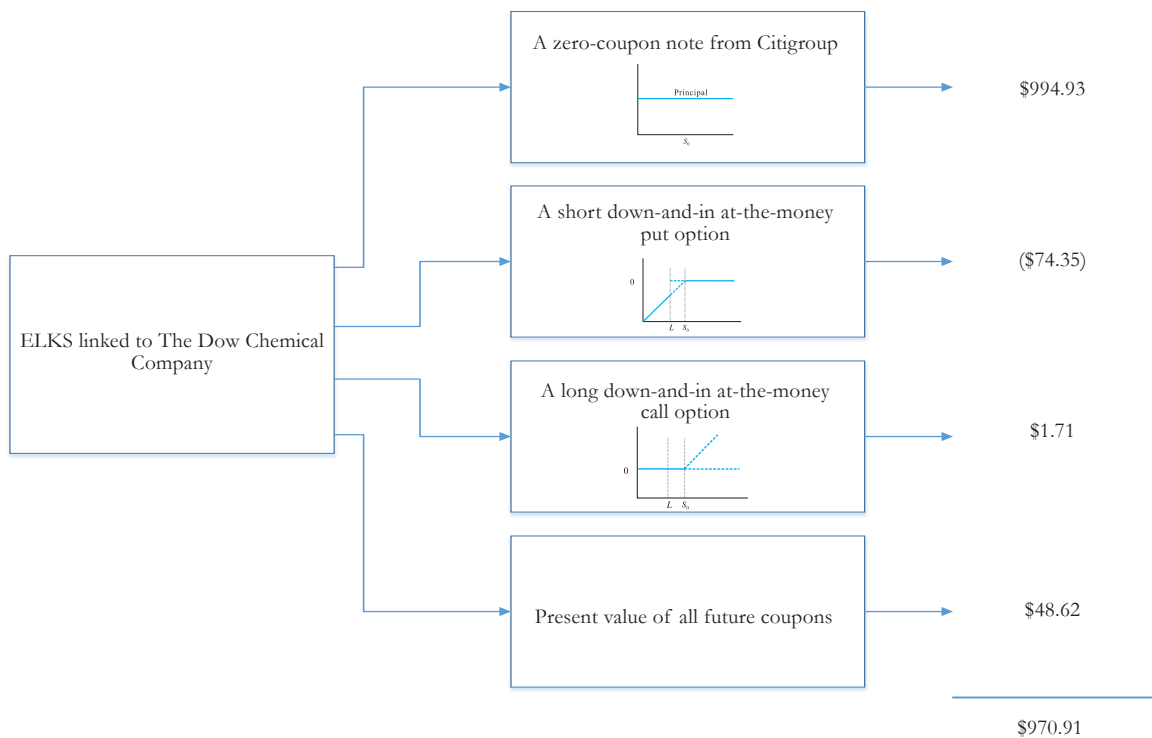 A zero-coupon note from Citigroup
Principal
S₀
$994.93
A short down-and-in at-the-money
put option
0
L S₀
($74.35)
ELKS linked to The Dow Chemical
Company
A long down-and-in at-the-money
call option
0
L S₀
$1.71
Present value of all future coupons
$48.62
$970.91